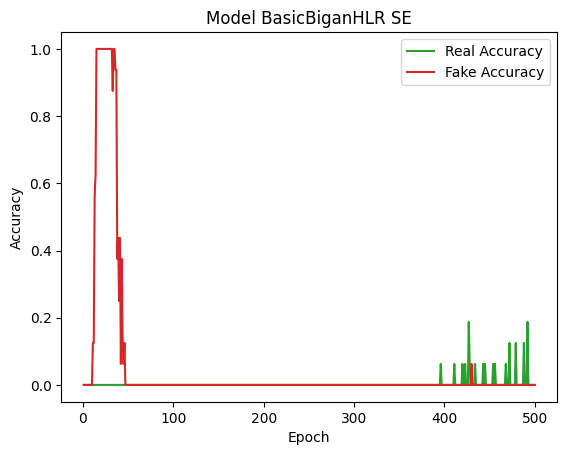 Model BasicBiganHLR SE
Real Accuracy
Fake Accuracy
Accuracy
1.0
0.8
0.6
0.4
0.2
0.0
0 100 200 300 400 500
Epoch